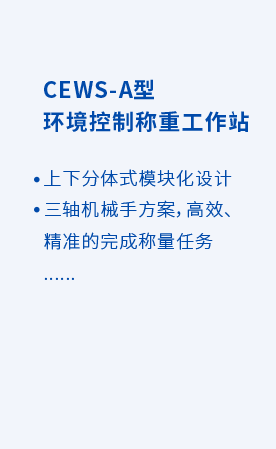 CEWS-A型
环境控制称重工作站
•上下分体式模块化设计
•三轴机械手方案，高效、
精准的完成称量任务
······